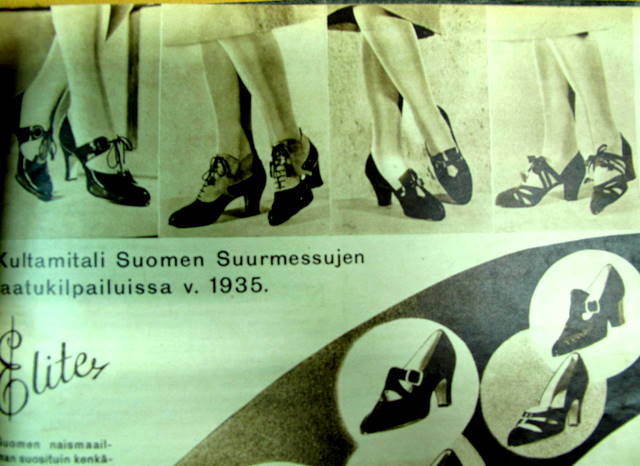 Kultamitali Suomen Suurmessujen
aatukilpailuissa v. 1935.
Elite
Suomen naismaail-
man suosituin kenkä-